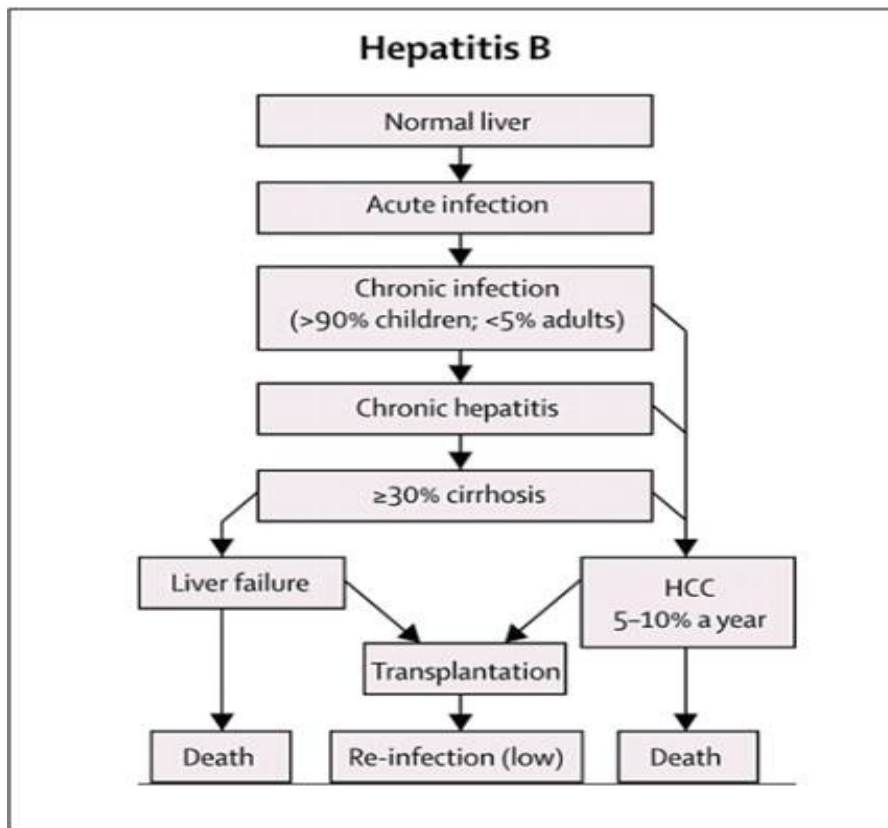 Hepatitis B
Normal liver
Acute infection
Chronic infection
(>90% children; <5% adults)
Chronic hepatitis
≥30% cirrhosis
Liver failure
HCC
5–10% a year
Transplantation
Death
Re-infection (low)
Death